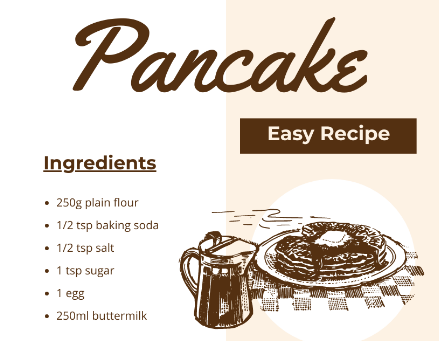 Pancake
Easy Recipe
Ingredients
250g plain flour
1/2 tsp baking soda
1/2 tsp salt
1 tsp sugar
1 egg
250ml buttermilk